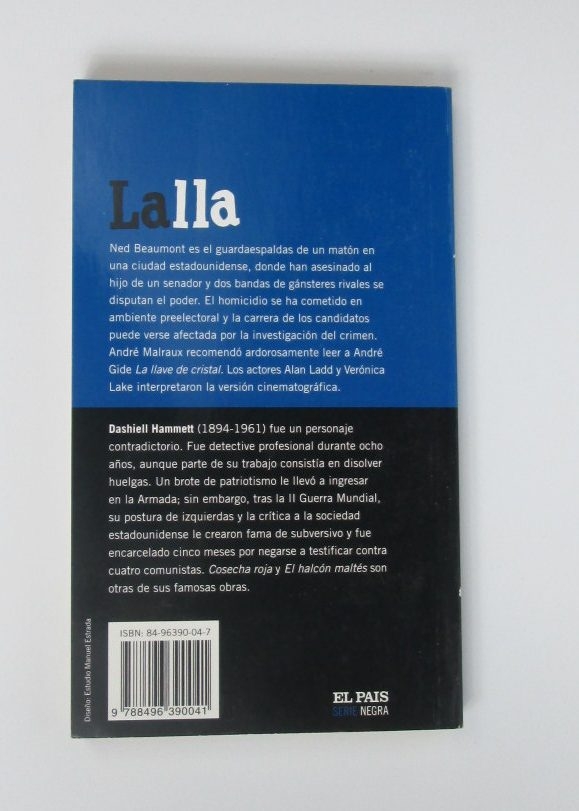 Lalla
Ned Beaumont es el guardaespaldas de un matón en
una ciudad estadounidense, donde han asesinado al
hijo de un senador y dos bandas de gánsteres rivales se
disputan el poder. El homicidio se ha cometido en
ambiente preelectoral y la carrera de los candidatos
puede verse afectada por la investigación del crimen.
André Malraux recomendó ardorosamente leer a André
Gide La llave de cristal. Los actores Alan Ladd y Verónica
Lake interpretaron la versión cinematográfica.
Dashiell Hammett (1894-1961) fue un personaje
contradictorio. Fue detective profesional durante ocho
años, aunque parte de su trabajo consistía en disolver
huelgas. Un brote de patriotismo le llevó a ingresar
en la Armada; sin embargo, tras la II Guerra Mundial,
su postura de izquierdas y la crítica a la sociedad
estadounidense le crearon fama de subversivo y fue
encarcelado cinco meses por negarse a testificar contra
cuatro comunistas. Cosecha roja y El halcón maltés son
otras de sus famosas obras.
Diseño: Estudio Manuel Estrada
ISBN: 84-96390-04-7
9 788496 390041
EL PAIS
SERIE NEGRA